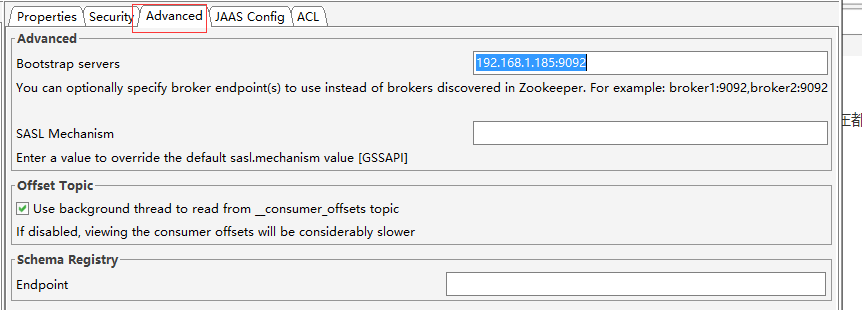 Properties Security Advanced JAAS Config ACL
Advanced
Bootstrap servers 192.168.1.185:9092
You can optionally specify broker endpoint(s) to use instead of brokers discovered in Zookeeper. For example: broker1:9092,broker2:9092
在都
SASL Mechanism
Enter a value to override the default sasl.mechanism value [GSSAPI]
Offset Topic
Use background thread to read from __consumer_offsets topic
If disabled, viewing the consumer offsets will be considerably slower
Schema Registry
Endpoint